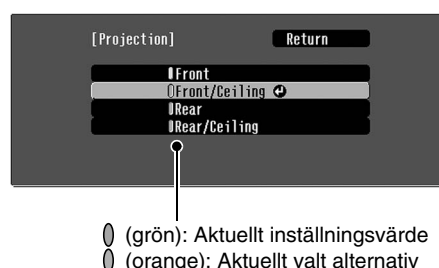 [Projection] Return
Front
Front/Ceiling
Rear
Rear/Ceiling
(grön): Aktuellt inställningsvärde
(orange): Aktuellt valt alternativ